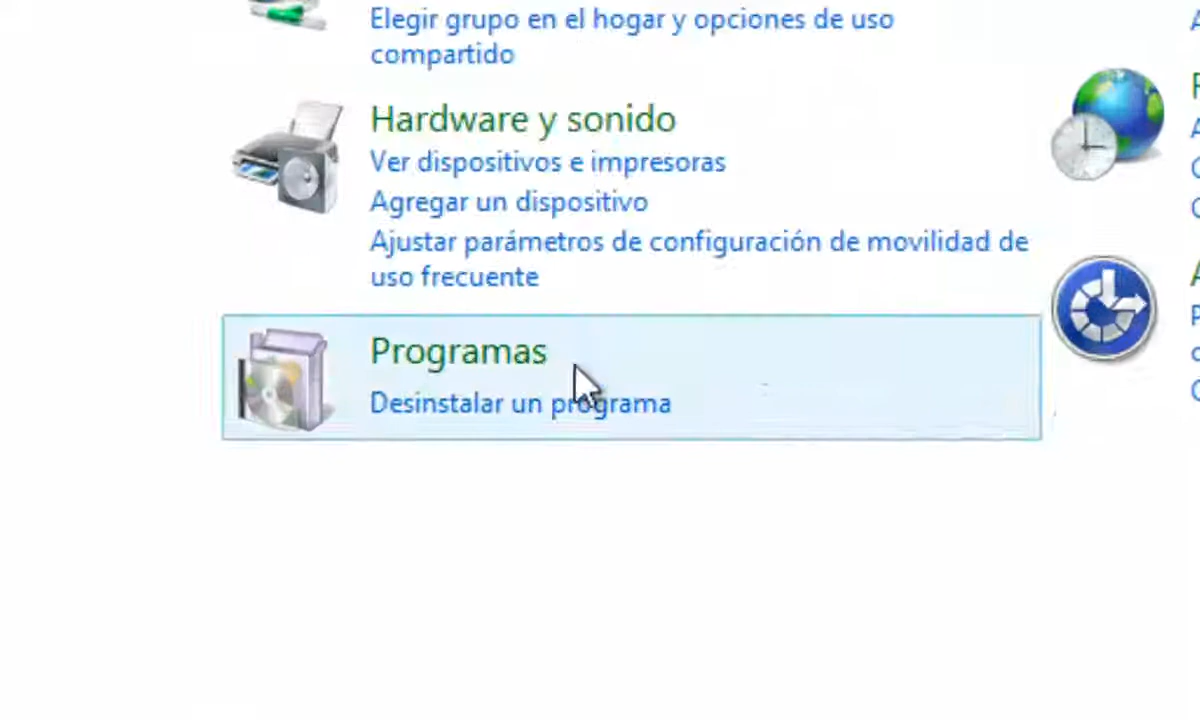 Elegir grupo en el hogar y opciones de uso
compartido
Hardware y sonido
Ver dispositivos e impresoras
Agregar un dispositivo
Ajustar parámetros de configuración de movilidad de
uso frecuente
Programas
Desinstalar un programa